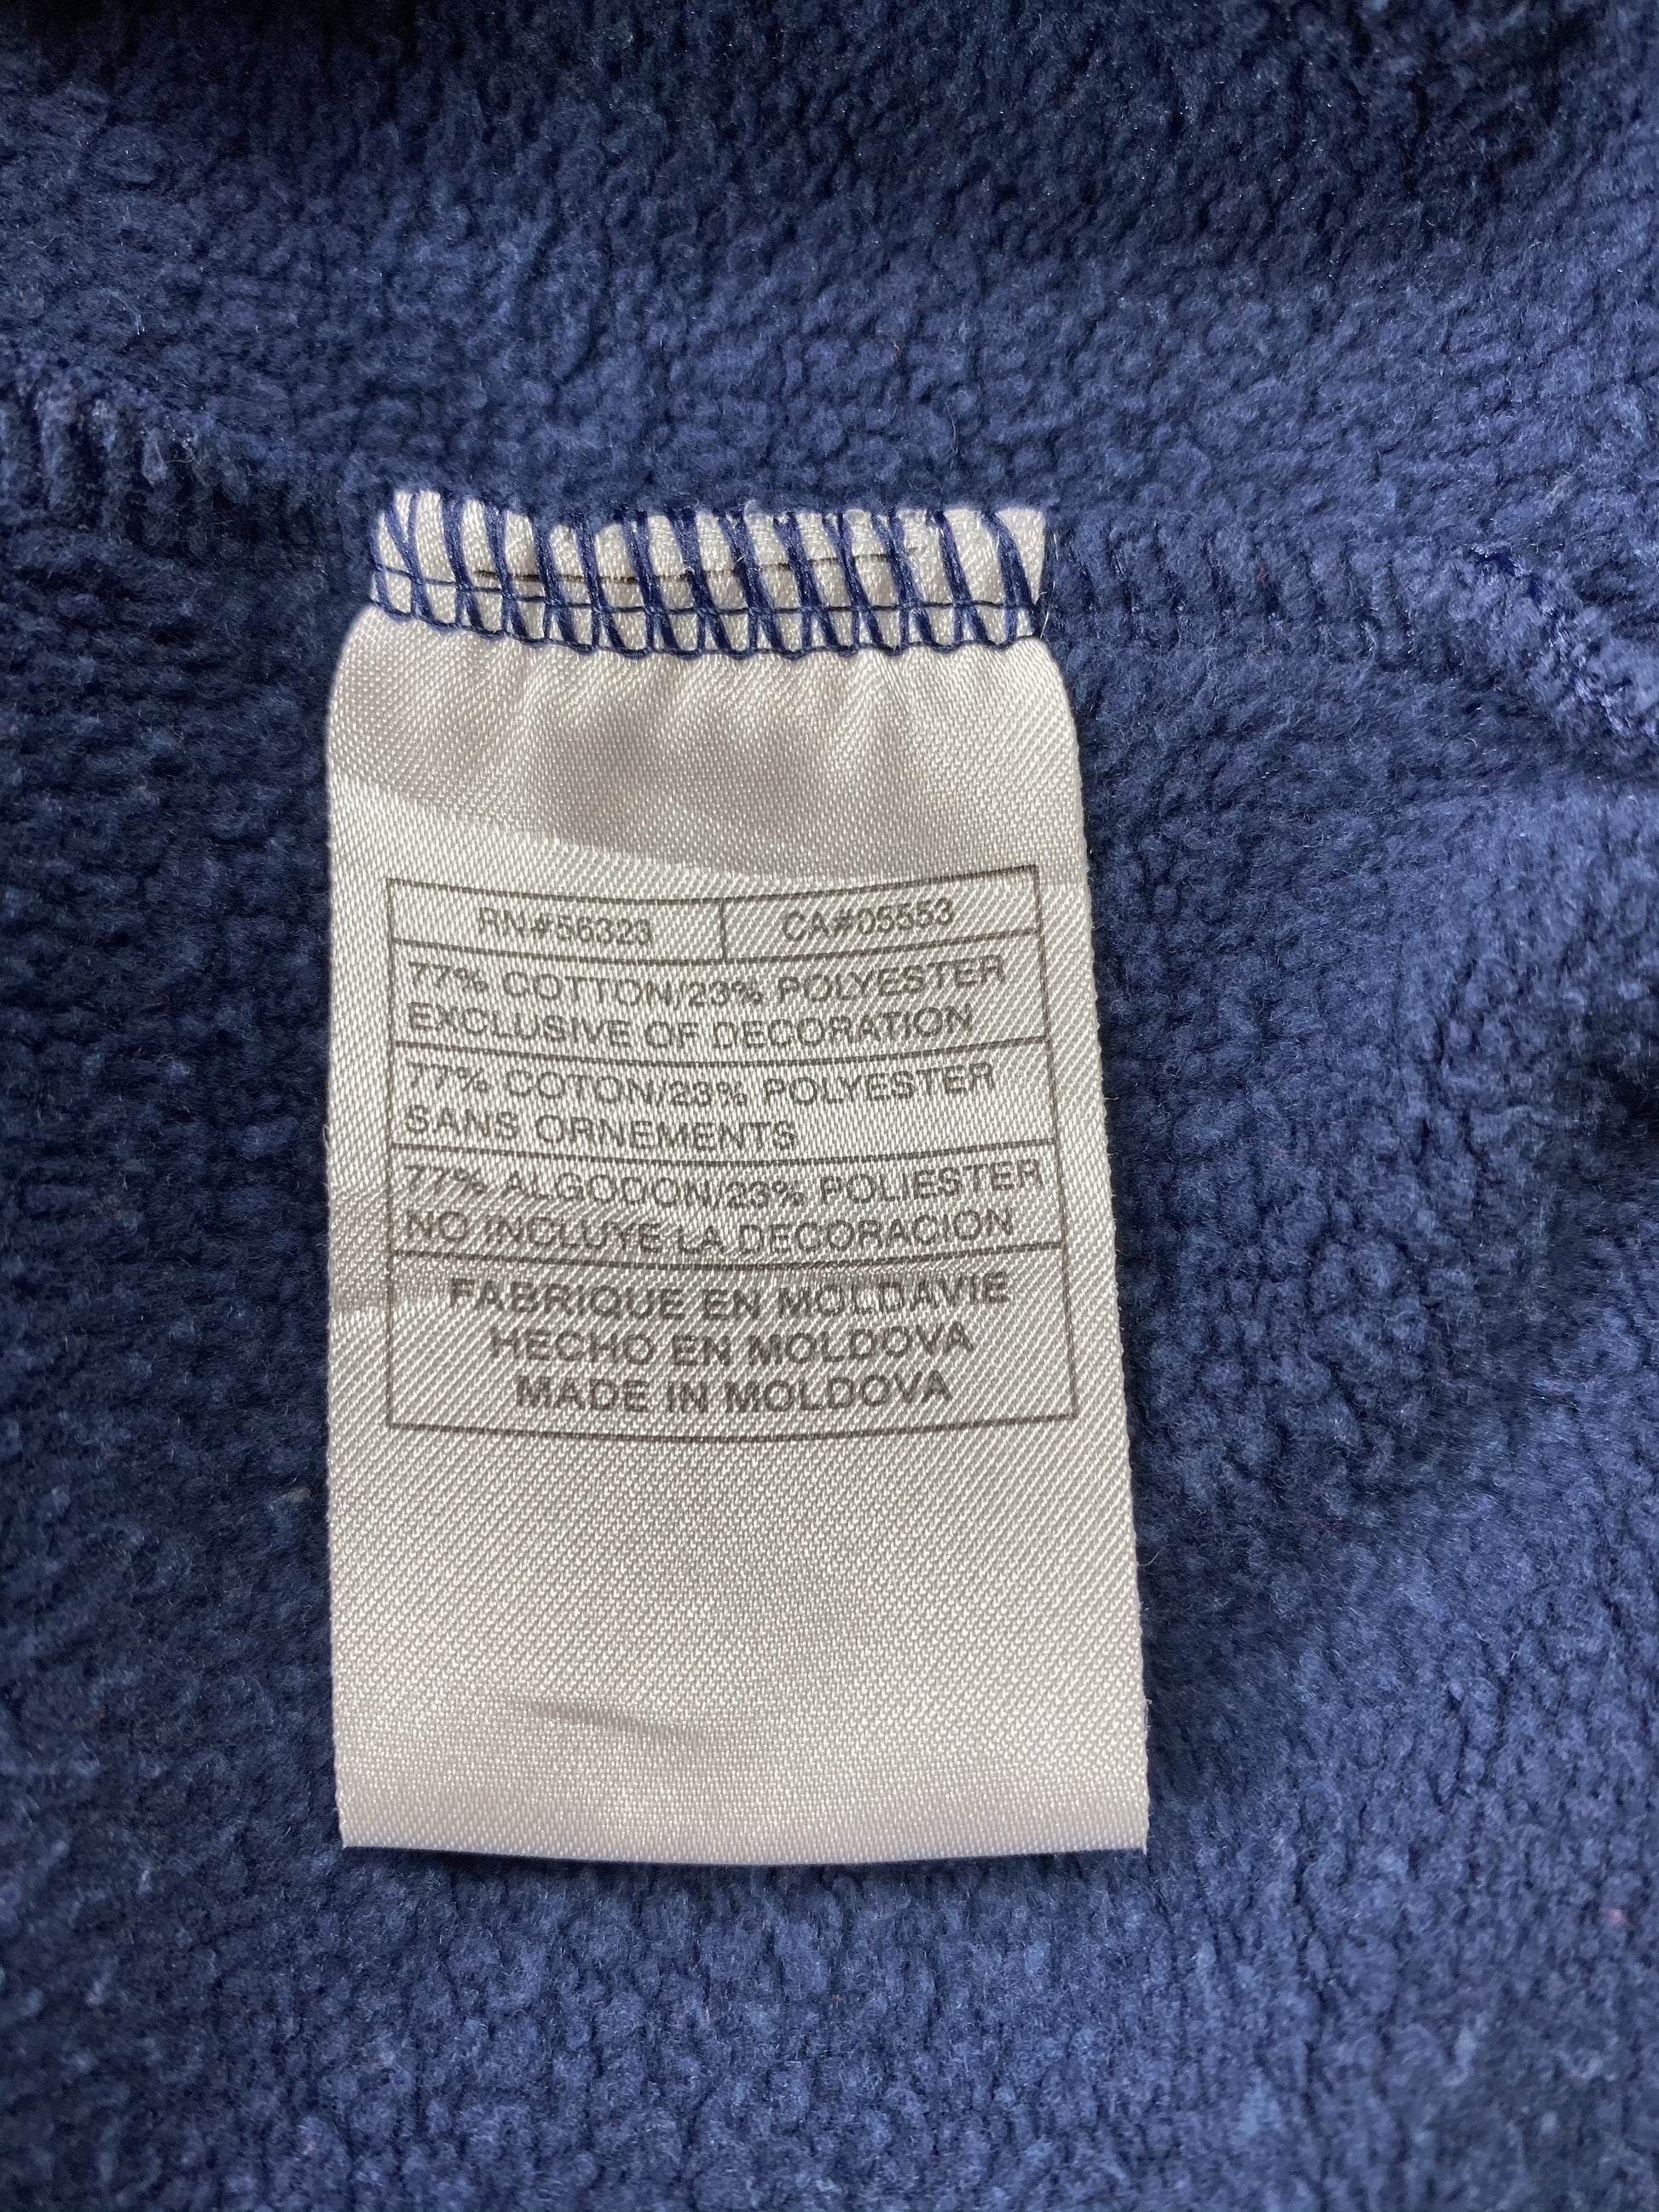 RN#56323 CA#05553
77% COTTON/23% POLYESTER
EXCLUSIVE OF DECORATION
77% COTON/23% POLYESTER
SANS ORNEMENTS
77% ALGODON/23% POLIESTER
NO INCLUYE LA DECORACION
FABRIQUE EN MOLDAVIE
HECHO EN MOLDOVA
MADE IN MOLDOVA